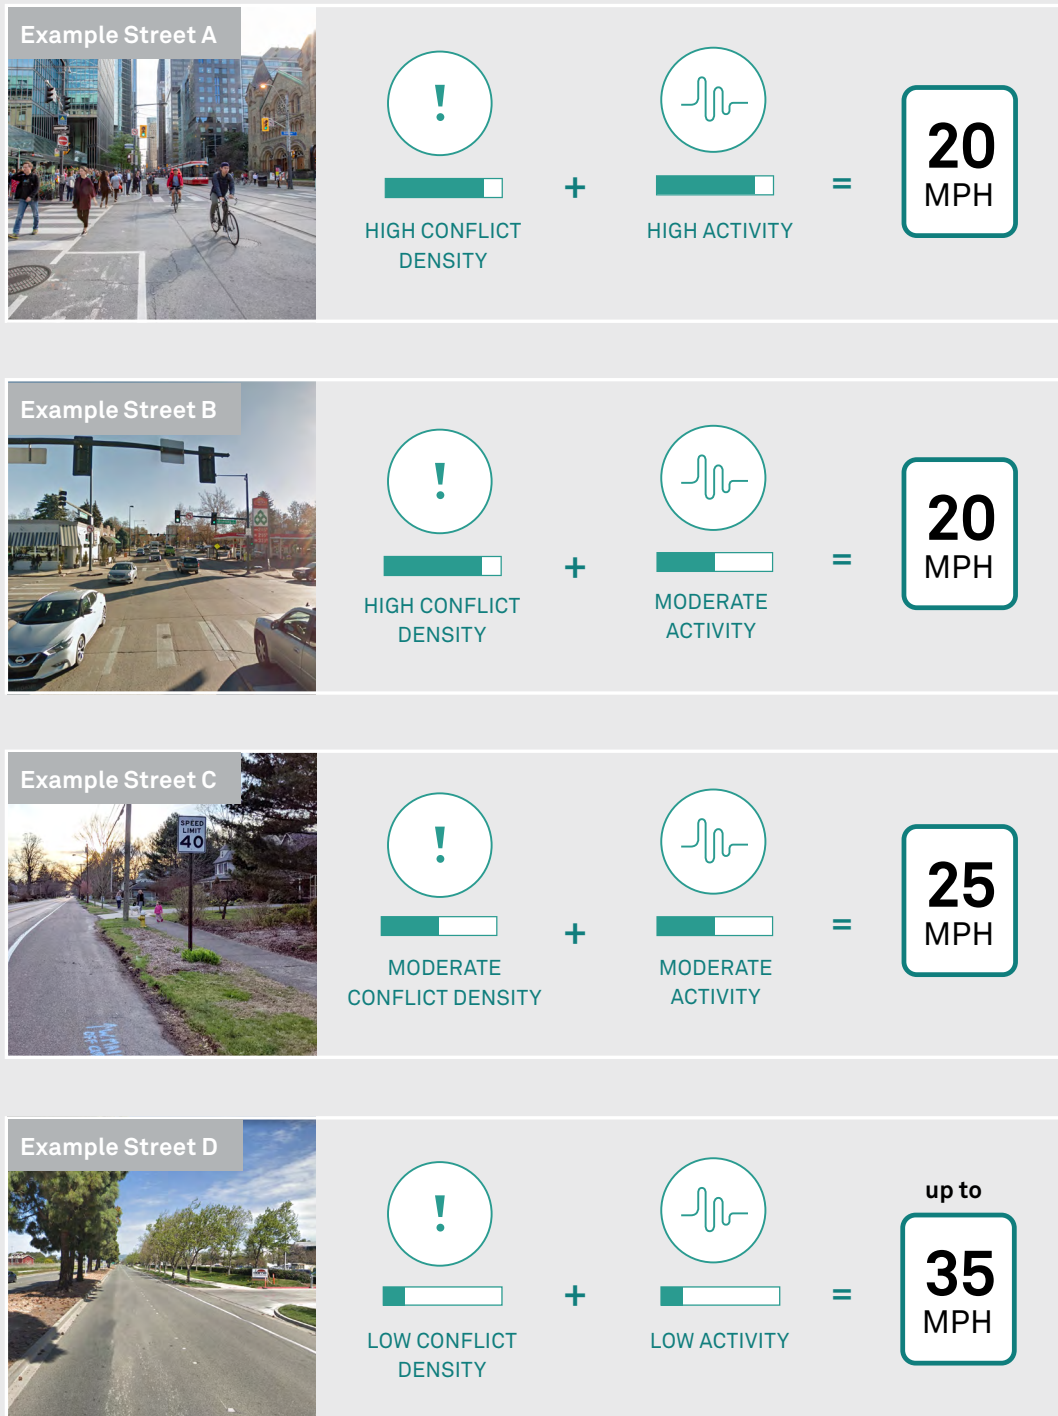 Example Street A
!
HIGH CONFLICT
DENSITY
+
HIGH ACTIVITY
=
20
MPH
Example Street B
!
HIGH CONFLICT
DENSITY
+
MODERATE
ACTIVITY
=
20
MPH
Example Street C
SPEED
LIMIT
40
!
MODERATE
CONFLICT DENSITY
+
MODERATE
ACTIVITY
=
25
MPH
Example Street D
!
LOW CONFLICT
DENSITY
+
LOW ACTIVITY
=
up to
35
MPH